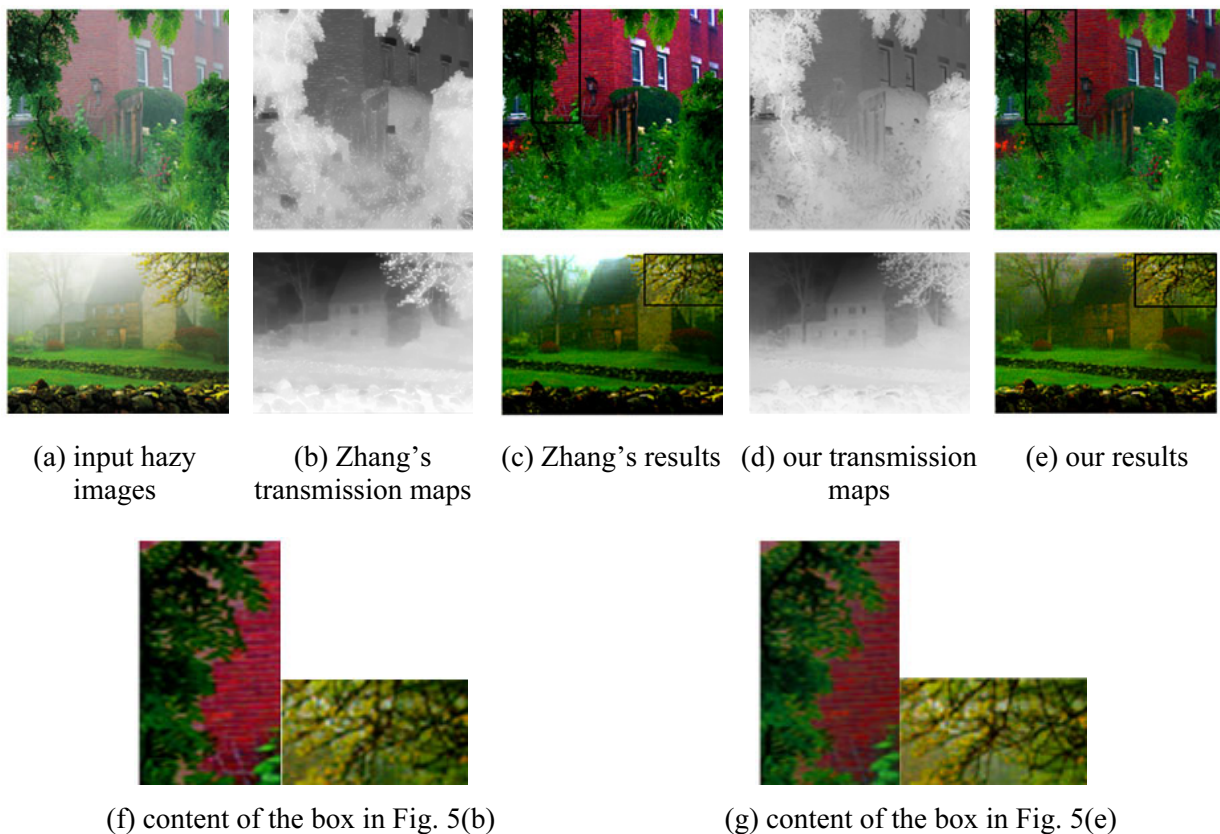 (a) input hazy
images
(b) Zhang’s
transmission maps
(c) Zhang’s results
(d) our transmission
maps
(e) our results
(f) content of the box in Fig. 5(b)
(g) content of the box in Fig. 5(e)